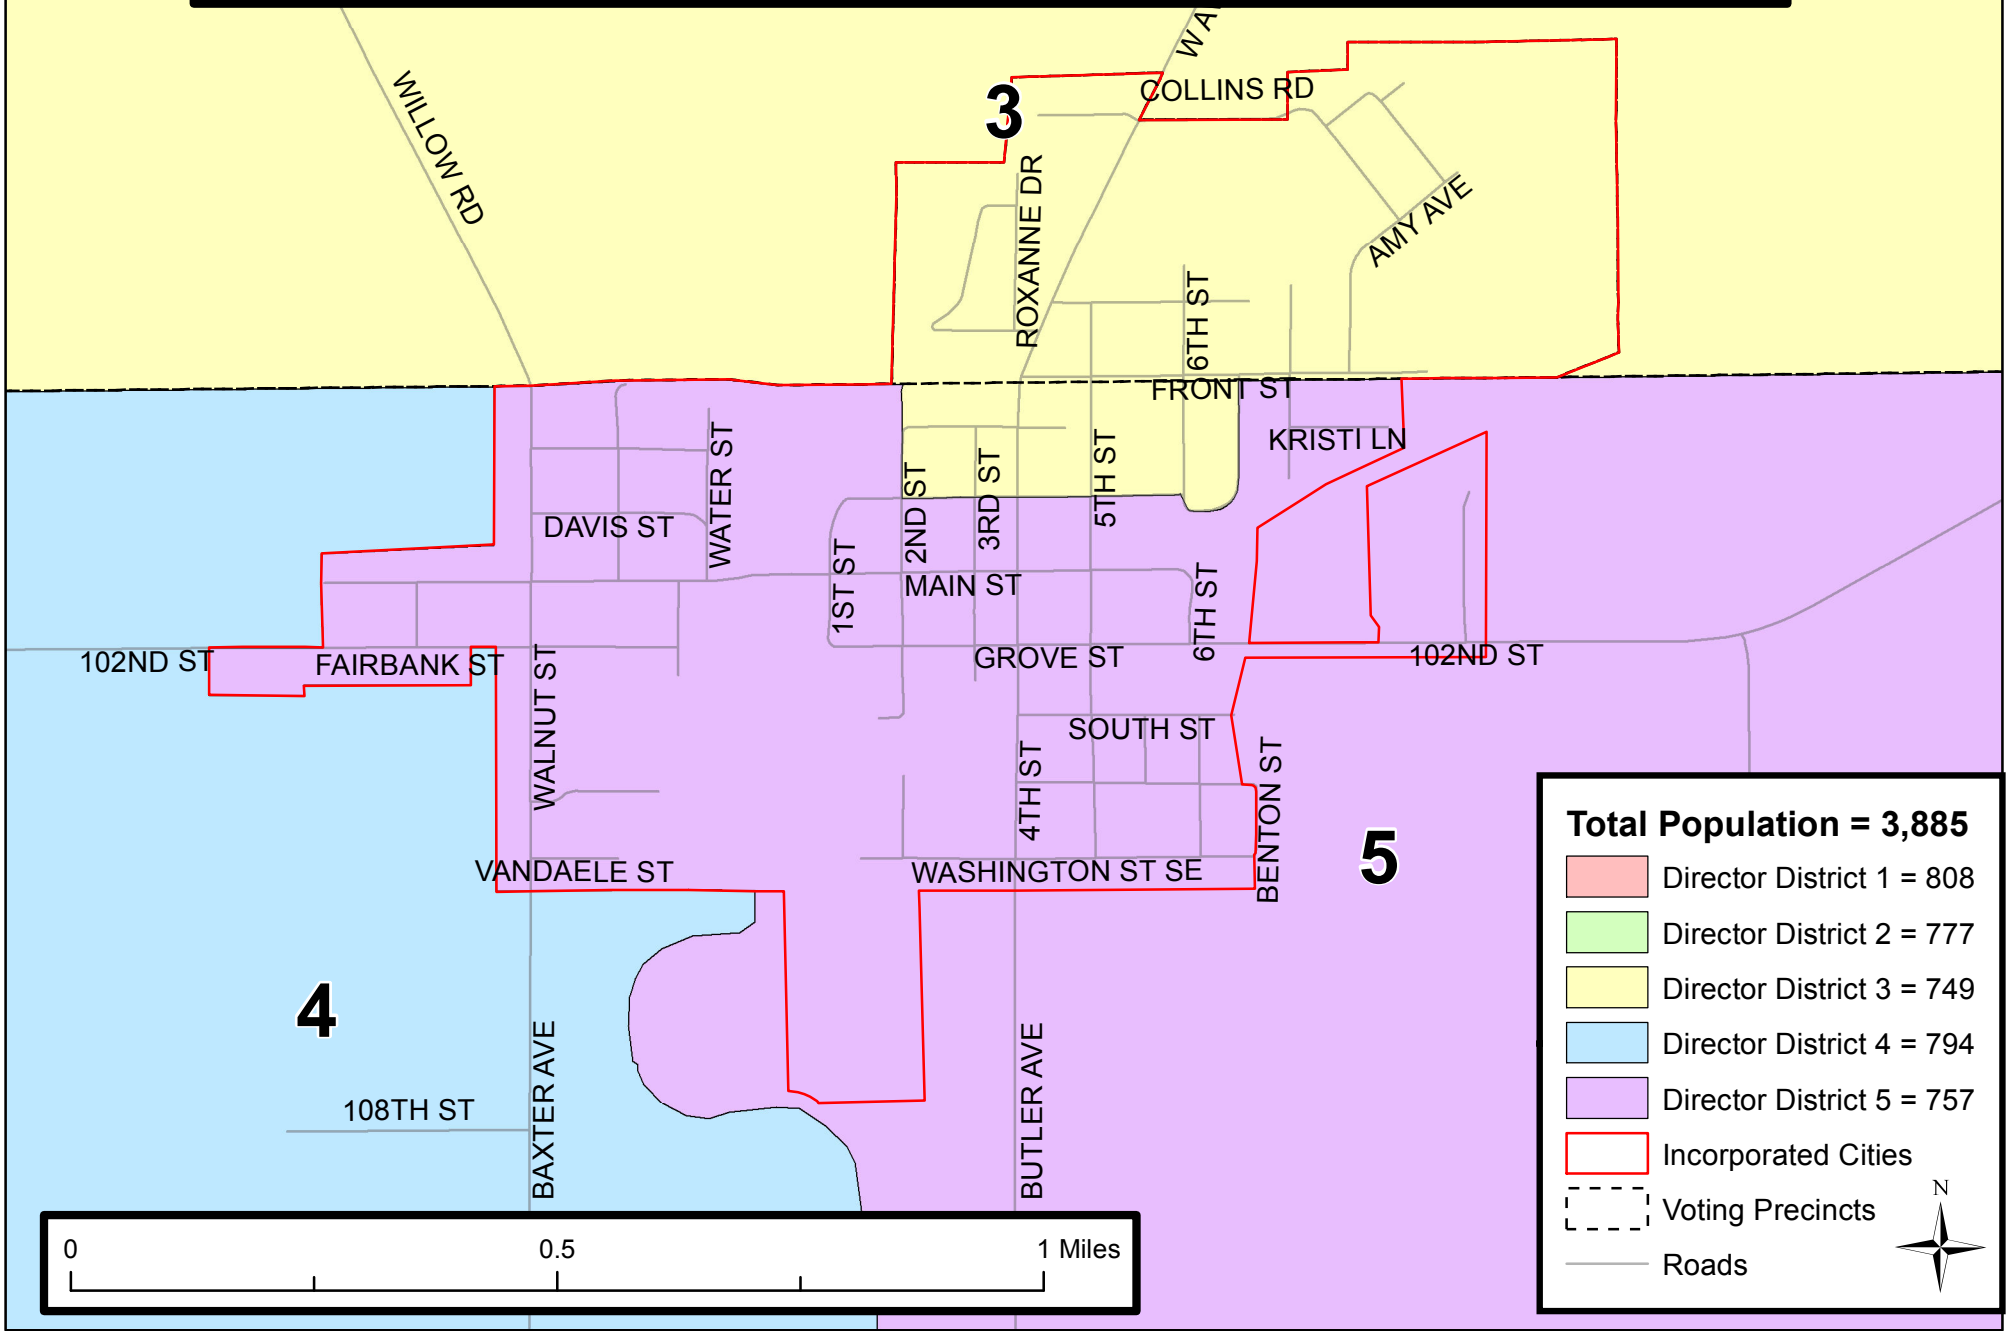 COLLINS RD
3
WILLOW RD
ROXANNE DR
AMY AVE
6TH ST
FRONT ST
KRISTI LN
WATER ST
DAVIS ST
2ND ST
3RD ST
5TH ST
1ST ST
MAIN ST
6TH ST
102ND ST
FAIRBANK ST
GROVE ST
102ND ST
WALNUT ST
SOUTH ST
4TH ST
BENTON ST
VANDAELE ST
WASHINGTON ST SE
5
4
BAXTER AVE
BUTLER AVE
108TH ST
Total Population = 3,885
Director District 1 = 808
Director District 2 = 777
Director District 3 = 749
Director District 4 = 794
Director District 5 = 757
Incorporated Cities
Voting Precincts
Roads
N
0 0.5 1 Miles